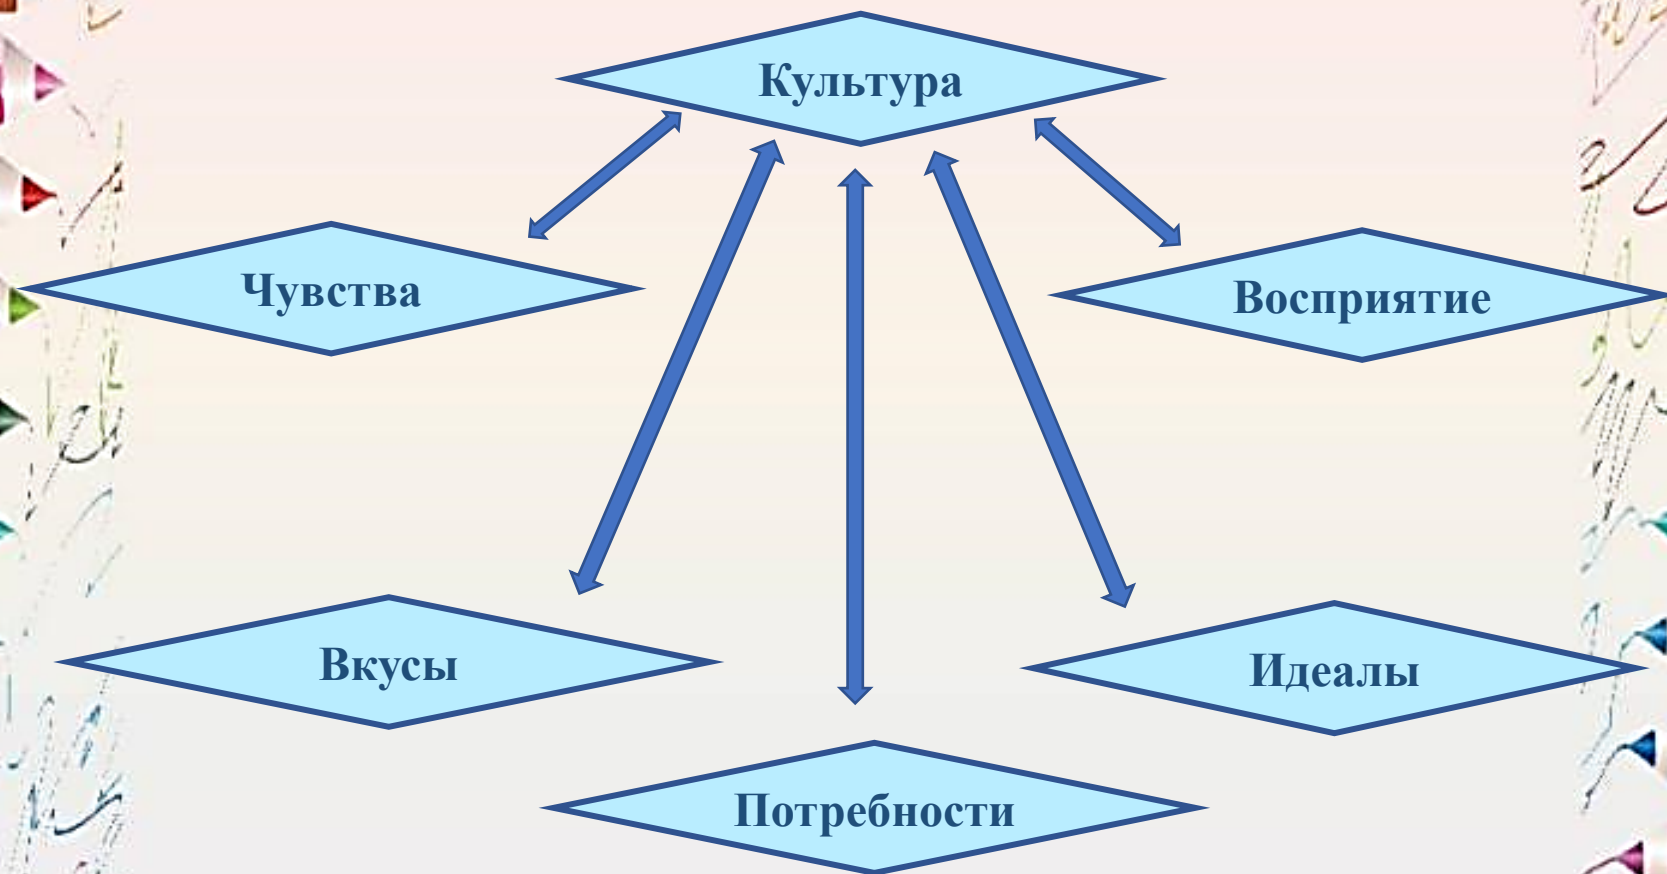 Культура
Чувства
Восприятие
Вкусы
Идеалы
Потребности